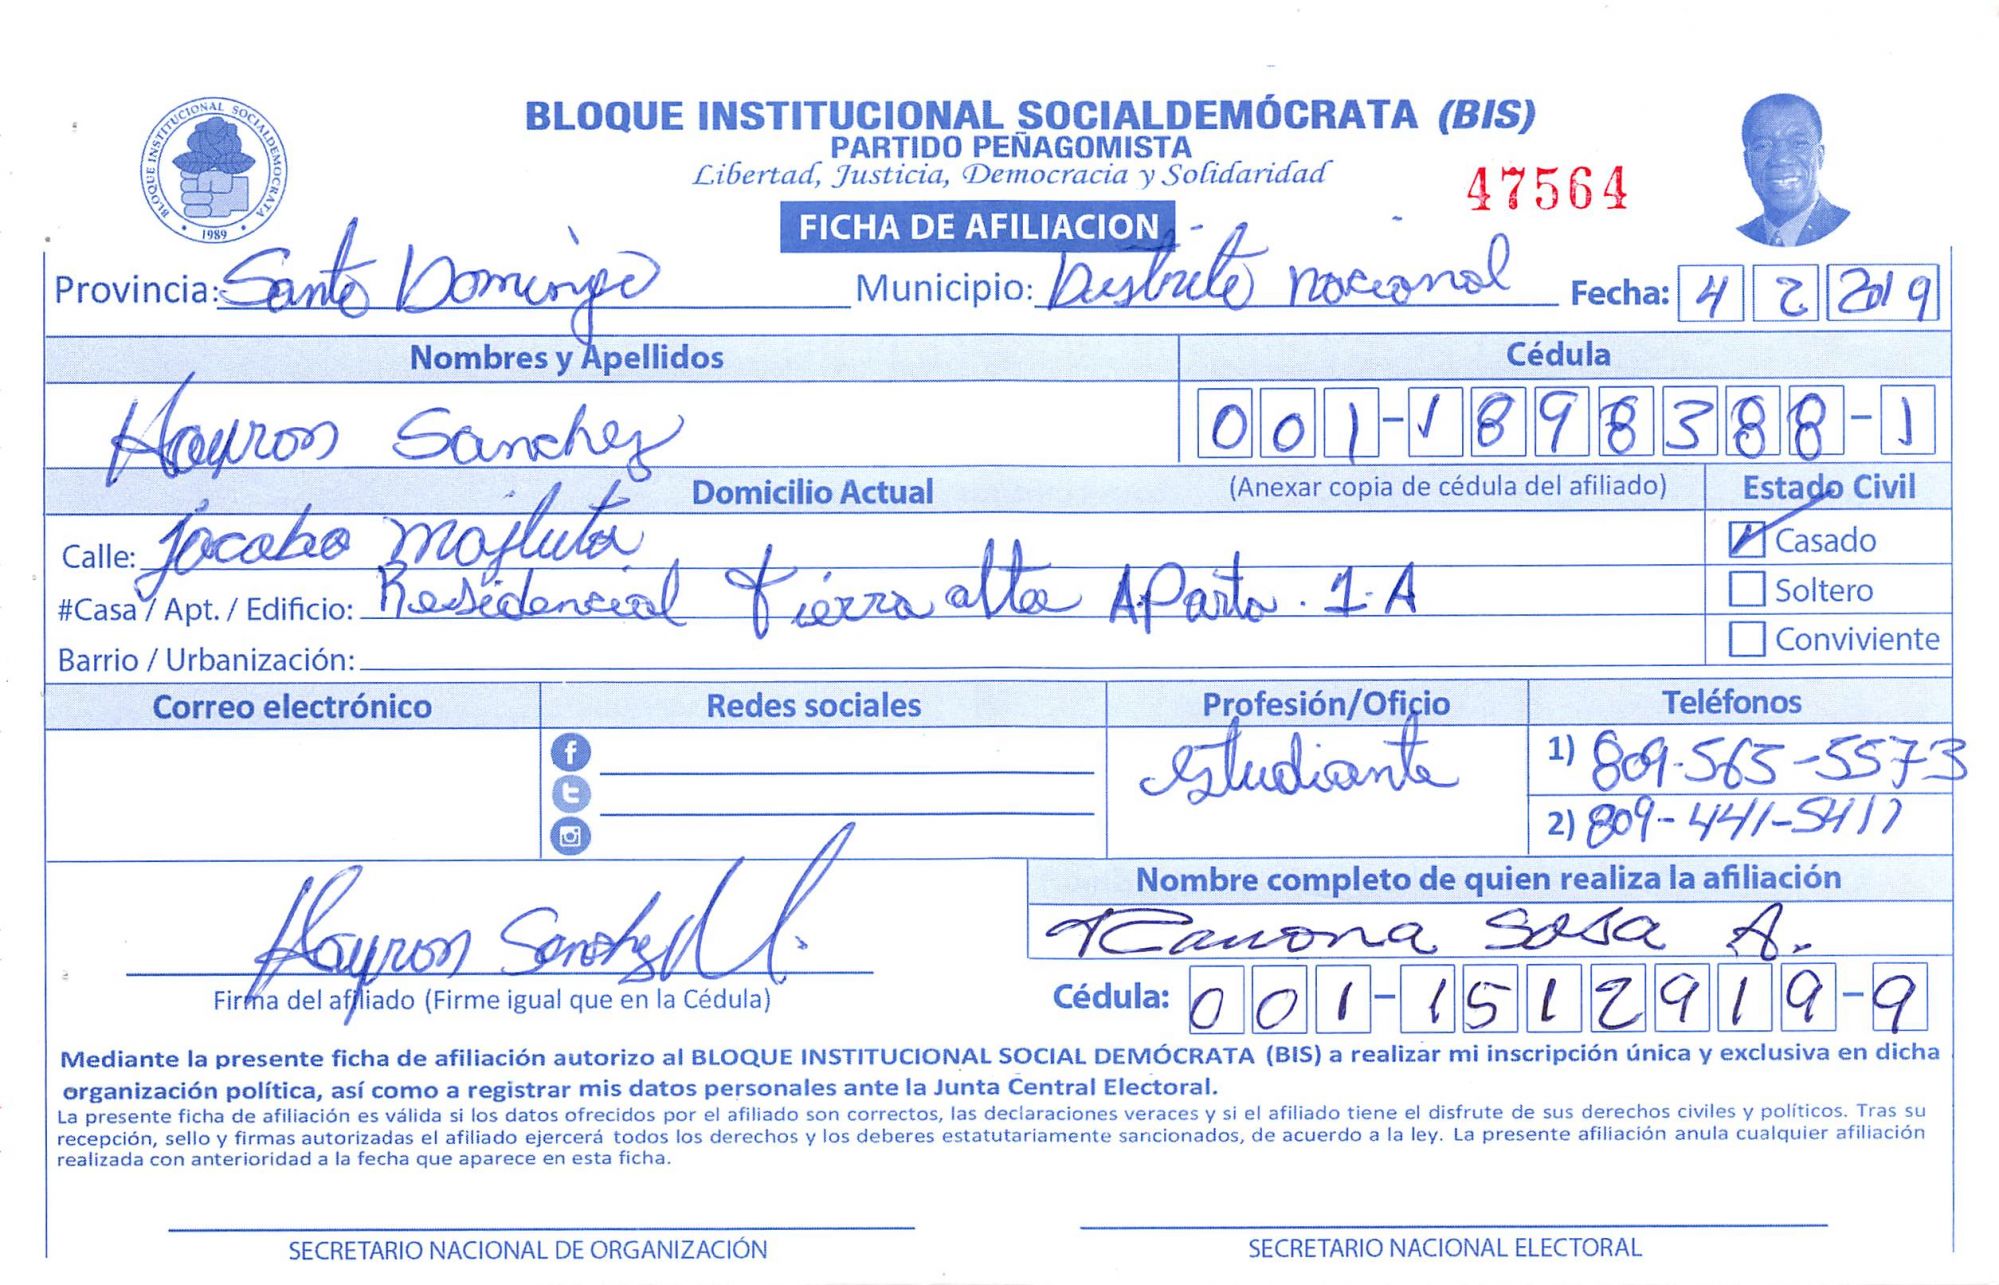 BLOQUE INSTITUCIONAL SOCIALDEMOCRATA
1989
BLOQUE INSTITUCIONAL SOCIALDEMÓCRATA (BIS)
PARTIDO PEÑAGOMISTA
Libertad, Justicia, Democracia y Solidaridad
47564
FICHA DE AFILIACION
Provincia: Santo Domingo Municipio: Distrito nacional Fecha: 4 2 2019
Nombres y Apellidos Cédula
Hayron Sanchez 001-1898388-1
Domicilio Actual (Anexar copia de cédula del afiliado) Estado Civil
Calle: Jacobo Majluta Casado
#Casa / Apt. / Edificio: Residencial Tierra alta AParta. 1-A Soltero
Barrio / Urbanización: Conviviente
Correo electrónico Redes sociales Profesión/Oficio Teléfonos
Estudiante 1) 809-565-5573
2) 809-441-5411
Nombre completo de quien realiza la afiliación
Hayron Sanchez Ramona Sosa A.
Firma del afiliado (Firme igual que en la Cédula) Cédula: 001-1512919-9
Mediante la presente ficha de afiliación autorizo al BLOQUE INSTITUCIONAL SOCIAL DEMÓCRATA (BIS) a realizar mi inscripción única y exclusiva en dicha
organización política, así como a registrar mis datos personales ante la Junta Central Electoral.
La presente ficha de afiliación es válida si los datos ofrecidos por el afiliado son correctos, las declaraciones veraces y si el afiliado tiene el disfrute de sus derechos civiles y políticos. Tras su
recepción, sello y firmas autorizadas el afiliado ejercerá todos los derechos y los deberes estatutariamente sancionados, de acuerdo a la ley. La presente afiliación anula cualquier afiliación
realizada con anterioridad a la fecha que aparece en esta ficha.
SECRETARIO NACIONAL DE ORGANIZACIÓN SECRETARIO NACIONAL ELECTORAL